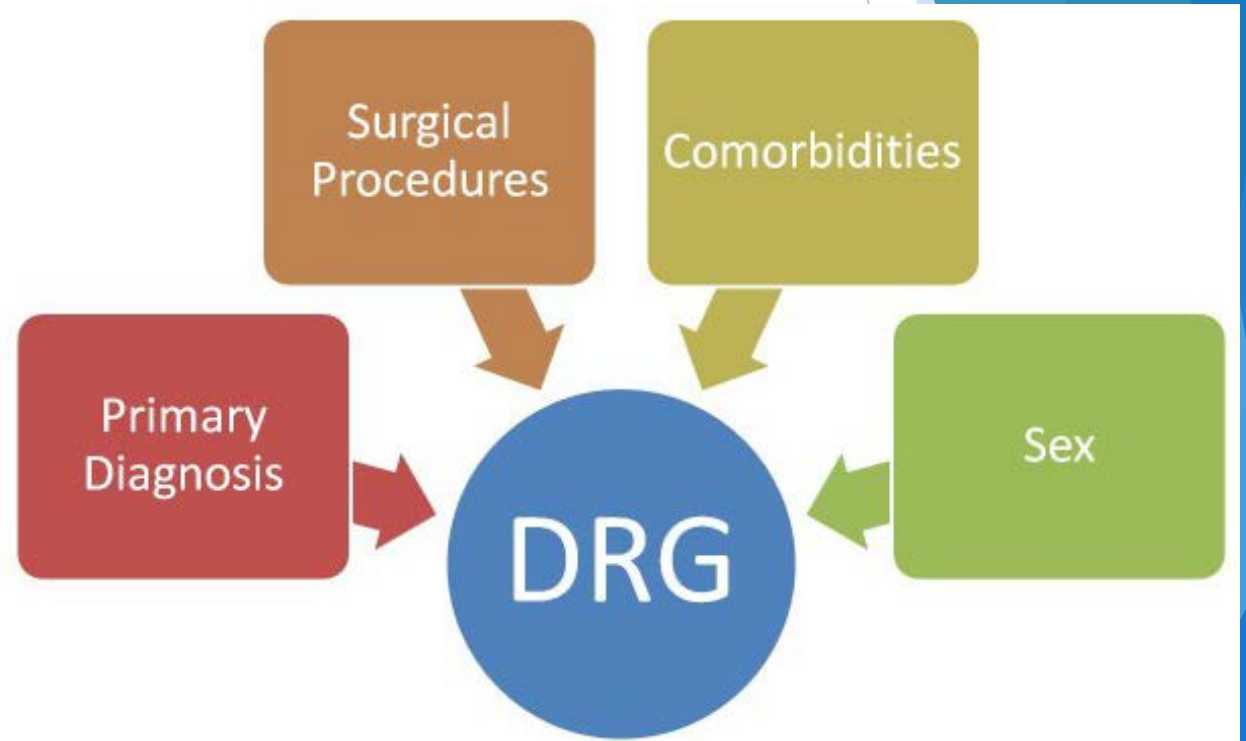 Surgical
Procedures
Comorbidities
Primary
Diagnosis
Sex
DRG